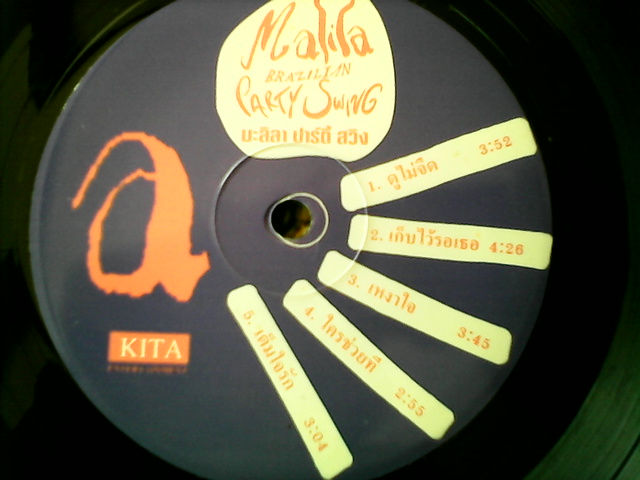 Malila
BRAZILIAN
PARTY SWING
มะลิลา ปาร์ตี้ สวิง
a
1. ดูไม่จืด 3:52
2. เก็บไว้รอเธอ 4:26
3. เหงาใจ 3:45
4. ใครช่วยที 2:55
5. เต็มใจรัก 3:04
KITA
ENTERTAINMENT